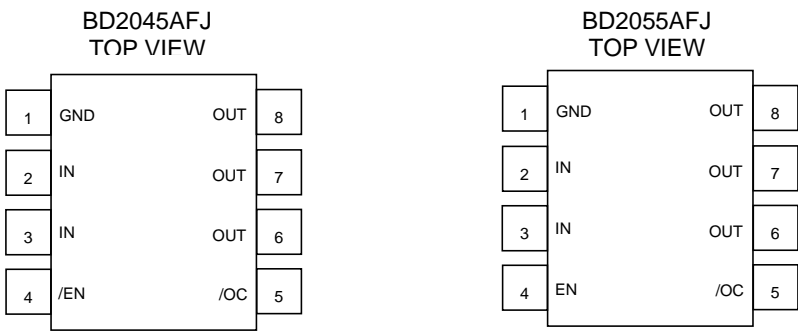 BD2045AFJ
TOP VIEW
1 GND OUT 8
2 IN OUT 7
3 IN OUT 6
4 /EN /OC 5
BD2055AFJ
TOP VIEW
1 GND OUT 8
2 IN OUT 7
3 IN OUT 6
4 EN /OC 5